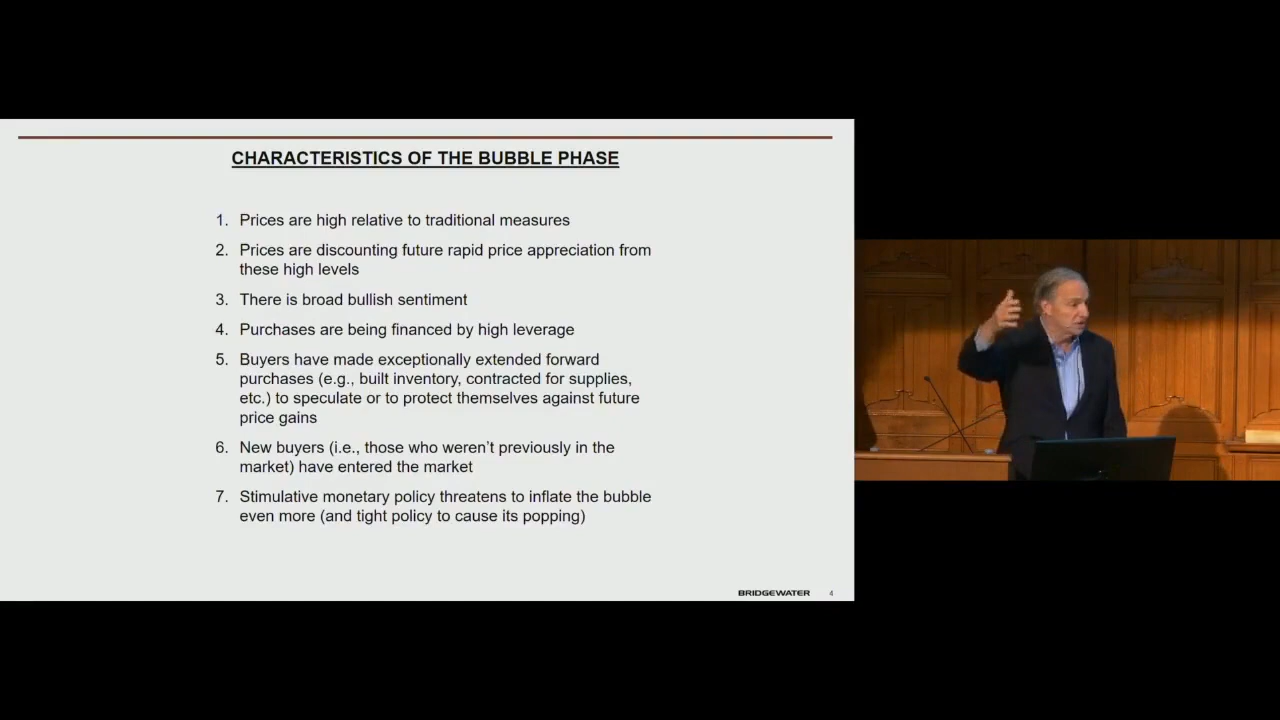 CHARACTERISTICS OF THE BUBBLE PHASE
1. Prices are high relative to traditional measures
2. Prices are discounting future rapid price appreciation from
these high levels
3. There is broad bullish sentiment
4. Purchases are being financed by high leverage
5. Buyers have made exceptionally extended forward
purchases (e.g., built inventory, contracted for supplies,
etc.) to speculate or to protect themselves against future
price gains
6. New buyers (i.e., those who weren't previously in the
market) have entered the market
7. Stimulative monetary policy threatens to inflate the bubble
even more (and tight policy to cause its popping)
BRIDGEWATER 4